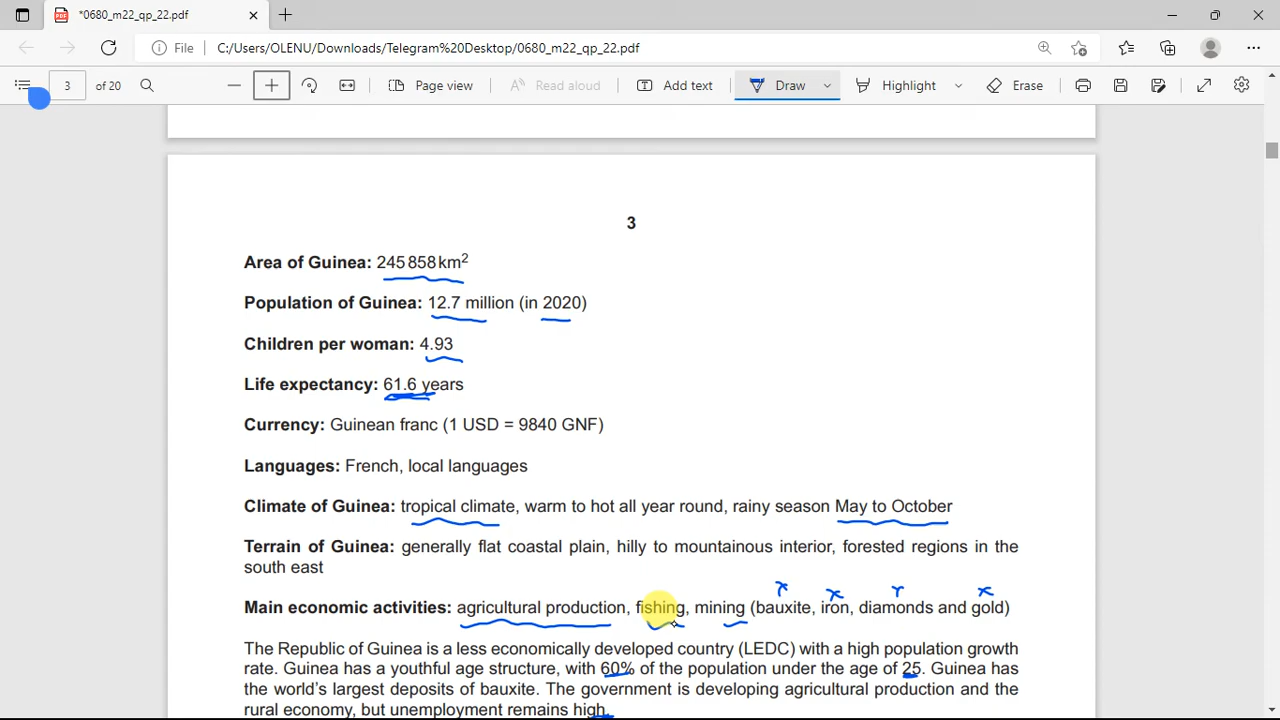 *0680_m22_qp_22.pdf
File C:/Users/OLENU/Downloads/Telegram%20Desktop/0680_m22_qp_22.pdf
3 of 20 Page view Read aloud Add text Draw Highlight Erase
3
Area of Guinea: 245 858 km²
Population of Guinea: 12.7 million (in 2020)
Children per woman: 4.93
Life expectancy: 61.6 years
Currency: Guinean franc (1 USD = 9840 GNF)
Languages: French, local languages
Climate of Guinea: tropical climate, warm to hot all year round, rainy season May to October
Terrain of Guinea: generally flat coastal plain, hilly to mountainous interior, forested regions in the
south east
Main economic activities: agricultural production, fishing, mining (bauxite, iron, diamonds and gold)
The Republic of Guinea is a less economically developed country (LEDC) with a high population growth
rate. Guinea has a youthful age structure, with 60% of the population under the age of 25. Guinea has
the world's largest deposits of bauxite. The government is developing agricultural production and the
rural economy, but unemployment remains high.